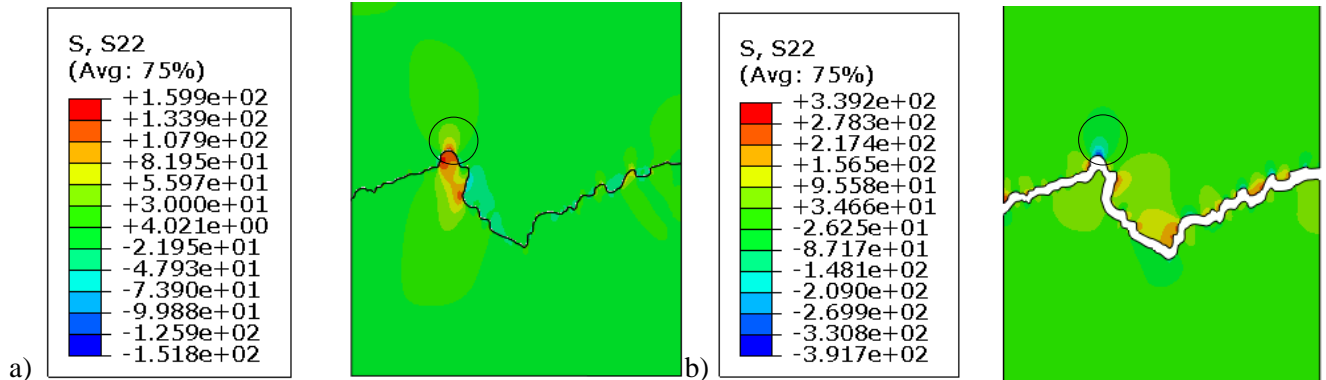 S, S22
(Avg: 75%)
+1.599e+02
+1.339e+02
+1.079e+02
+8.195e+01
+5.597e+01
+3.000e+01
+4.021e+00
-2.195e+01
-4.793e+01
-7.390e+01
-9.988e+01
-1.259e+02
-1.518e+02
a)
S, S22
(Avg: 75%)
+3.392e+02
+2.783e+02
+2.174e+02
+1.565e+02
+9.558e+01
+3.466e+01
-2.625e+01
-8.717e+01
-1.481e+02
-2.090e+02
-2.699e+02
-3.308e+02
-3.917e+02
b)